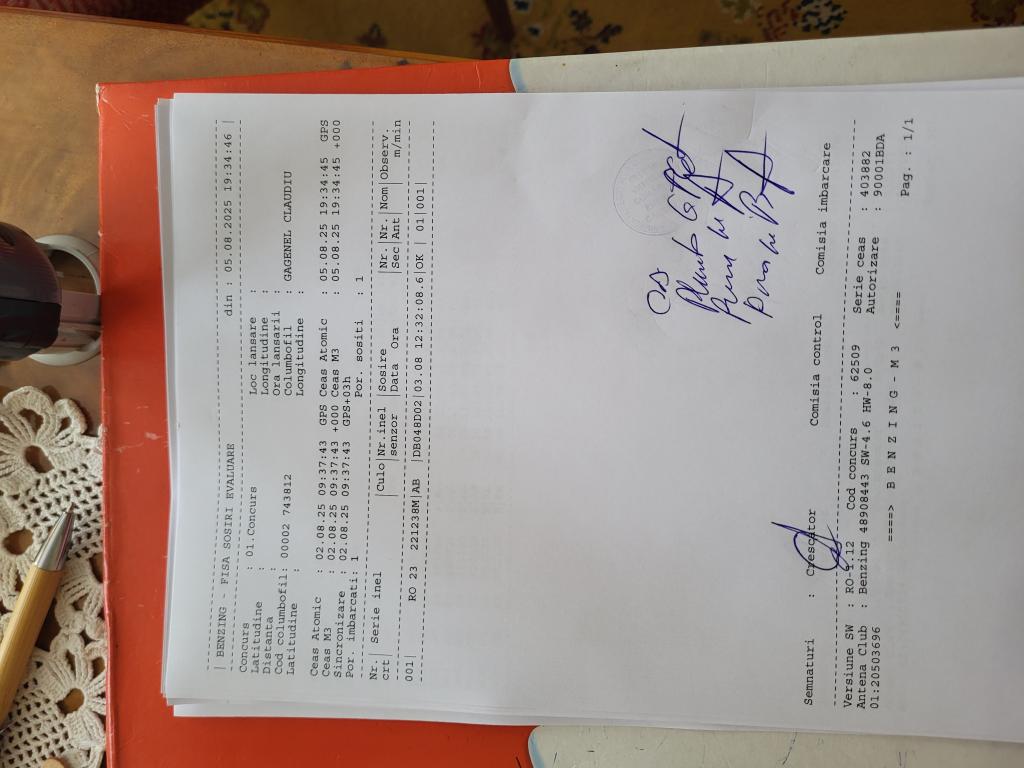 | BENZING - FISA SOSIRI EVALUARE din : 05.08.2025 19:34:46 |
Concurs : 01.Concurs Loc lansare :
Latitudine : Longitudine :
Distanta : Ora lansarii :
Cod columbofil: 00002 743812 Columbofil : GAGENEL CLAUDIU
Latitudine : Longitudine :
Ceas Atomic : 02.08.25 09:37:43 GPS Ceas Atomic : 05.08.25 19:34:45 GPS
Ceas M3 : 02.08.25 09:37:43 +000 Ceas M3 : 05.08.25 19:34:45 +000
Sincronizare : 02.08.25 09:37:43 GPS+03h
Por. imbarcati: 1 Por. sositi : 1
Nr.| Serie inel |Culo|Nr.inel |Sosire |Nr.|Nr.|Nom|Observ.
crt| |senzor |Data Ora |Sec|Ant| m/min
001| RO 23 221238M|AB |DB048D02|03.08 12:32:08.6|OK | 01|001|
Semnaturi : Crescator Comisia control Comisia imbarcare
Versiune SW : RO-5.12 Cod concurs : 62509 Serie ceas : 403882
Antena Club : Benzing 48908443 SW-4.6 HW-8.0 Autorizare : 90001BDA
01:20503696
====> B E N Z I N G - M 3 <====
Pag. : 1/1